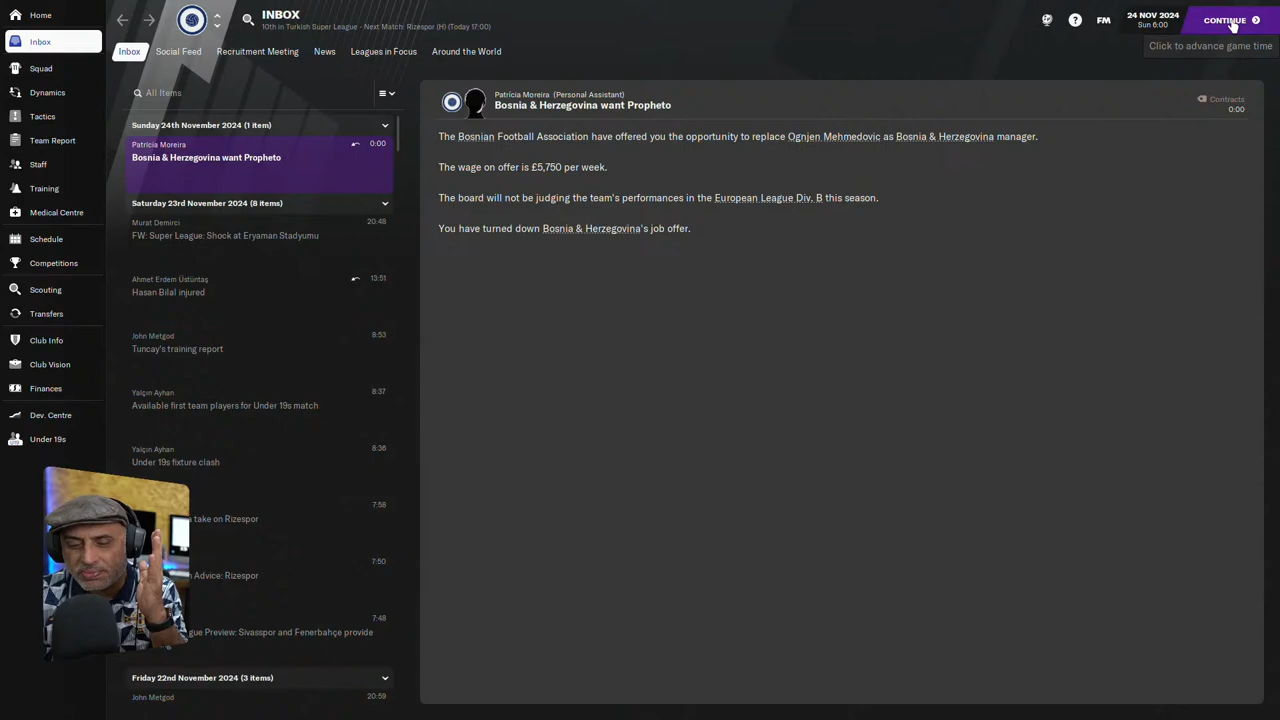 Home
Inbox
Squad
Dynamics
Tactics
Team Report
Staff
Training
Medical Centre
Schedule
Competitions
Scouting
Transfers
Club Info
Club Vision
Finances
Dev. Centre
Under 19s
INBOX
10th in Turkish Super League - Next Match: Rizespor (H) (Today 17:00)
FM
24 NOV 2024
Sun 6:00
CONTINUE
Click to advance game time
Inbox
Social Feed
Recruitment Meeting
News
Leagues in Focus
Around the World
All Items
Sunday 24th November 2024 (1 item)
Patrícia Moreira 0:00
Bosnia & Herzegovina want Propheto
Saturday 23rd November 2024 (8 items)
Murat Demirci 20:48
FW: Super League: Shock at Eryaman Stadyumu
Ahmet Erdem Üstüntaş 13:51
Hasan Bilal injured
John Metgod 8:53
Tuncay's training report
Yalçın Ayhan 8:37
Available first team players for Under 19s match
Yalçın Ayhan 8:36
Under 19s fixture clash
7:58
take on Rizespor
7:50
Advice: Rizespor
7:48
gue Preview: Sivasspor and Fenerbahçe provide
Friday 22nd November 2024 (3 items)
John Metgod 20:59
Patrícia Moreira (Personal Assistant)
Bosnia & Herzegovina want Propheto
Contracts
0:00
The Bosnian Football Association have offered you the opportunity to replace Ognjen Mehmedovic as Bosnia & Herzegovina manager.
The wage on offer is £5,750 per week.
The board will not be judging the team's performances in the European League Div. B this season.
You have turned down Bosnia & Herzegovina's job offer.